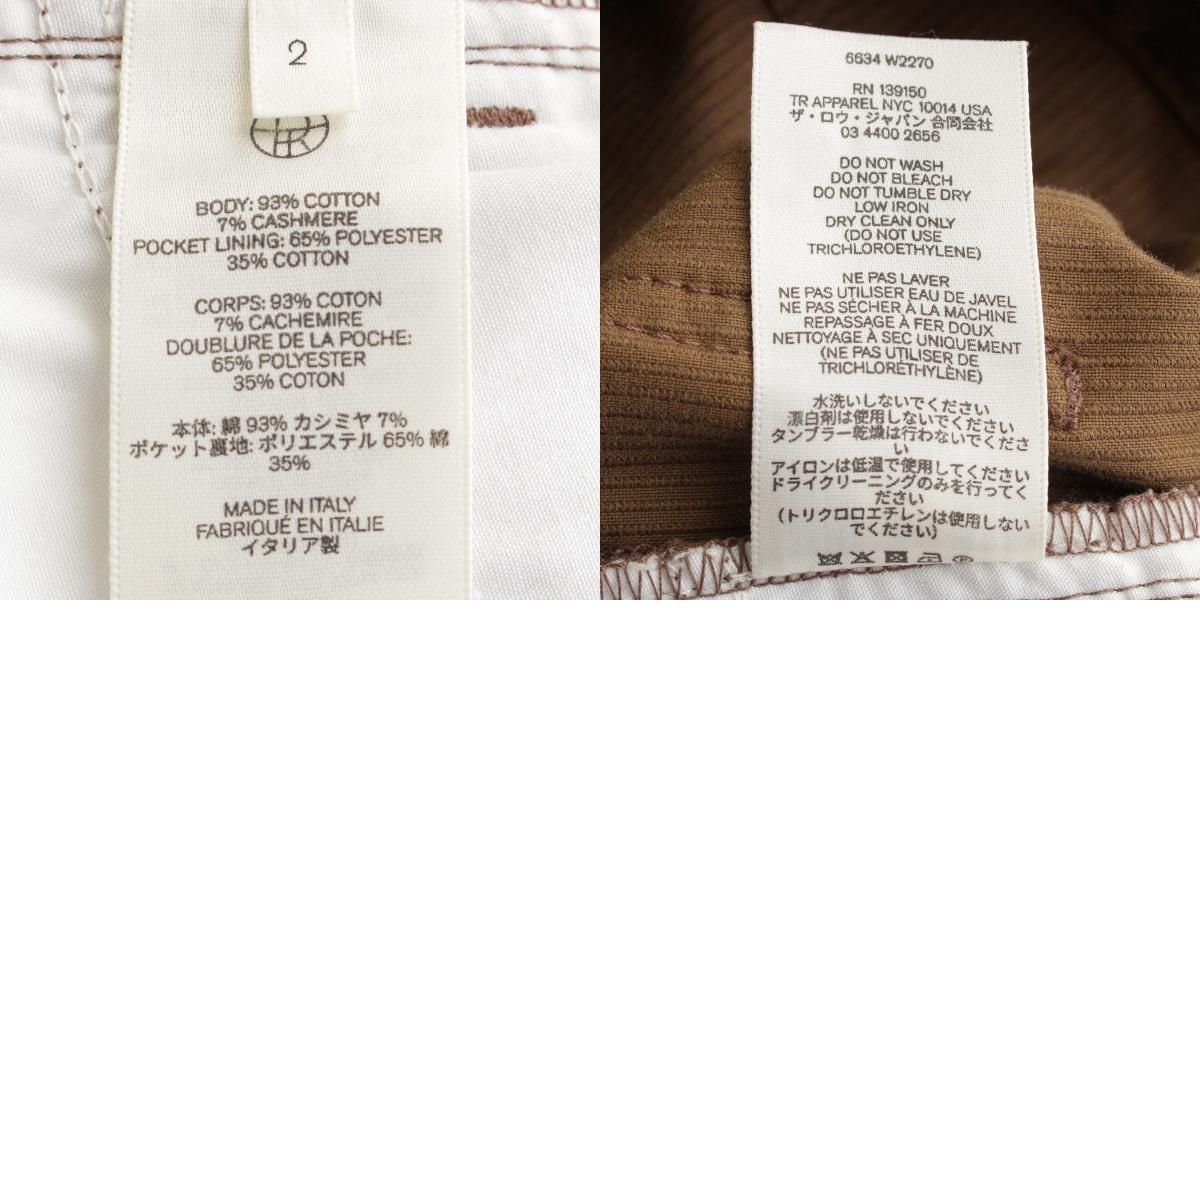 2
BODY: 93% COTTON
7% CASHMERE
POCKET LINING: 65% POLYESTER
35% COTTON
CORPS: 93% COTON
7% CACHEMIRE
DOUBLURE DE LA POCHE:
65% POLYESTER
35% COTON
本体: 綿 93% カシミヤ 7%
ポケット裏地: ポリエステル 65% 綿
35%
MADE IN ITALY
FABRIQUÉ EN ITALIE
イタリア製
6634 W2270
RN 139150
TR APPAREL NYC 10014 USA
ザ・ロウ・ジャパン 合同会社
03 4400 2656
DO NOT WASH
DO NOT BLEACH
DO NOT TUMBLE DRY
LOW IRON
DRY CLEAN ONLY
(DO NOT USE
TRICHLOROETHYLENE)
NE PAS LAVER
NE PAS UTILISER EAU DE JAVEL
NE PAS SÉCHER À LA MACHINE
REPASSAGE À FER DOUX
NETTOYAGE À SEC UNIQUEMENT
(NE PAS UTILISER DE
TRICHLORÉTHYLÈNE)
水洗いしないでください
漂白剤は使用しないでください
タンブラー乾燥は行わないでくださ
い
アイロンは低温で使用してください
ドライクリーニングのみを行ってく
ださい
(トリクロロエチレンは使用しない
でください)